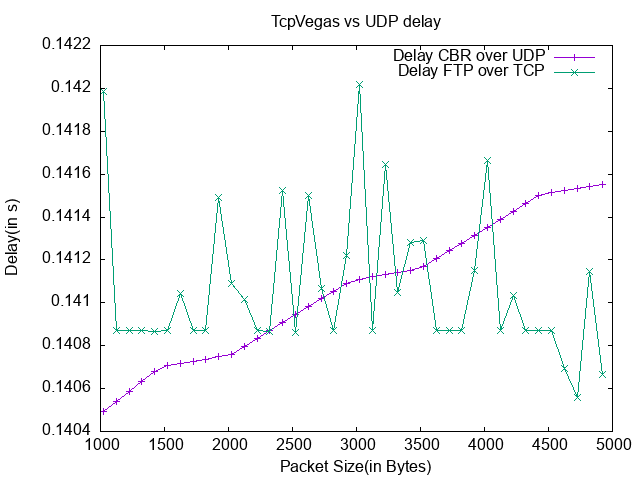 TcpVegas vs UDP delay
Delay CBR over UDP
Delay FTP over TCP
0.1422
0.142
0.1418
0.1416
0.1414
0.1412
0.141
0.1408
0.1406
0.1404
Delay(in s)
1000 1500 2000 2500 3000 3500 4000 4500 5000
Packet Size(in Bytes)